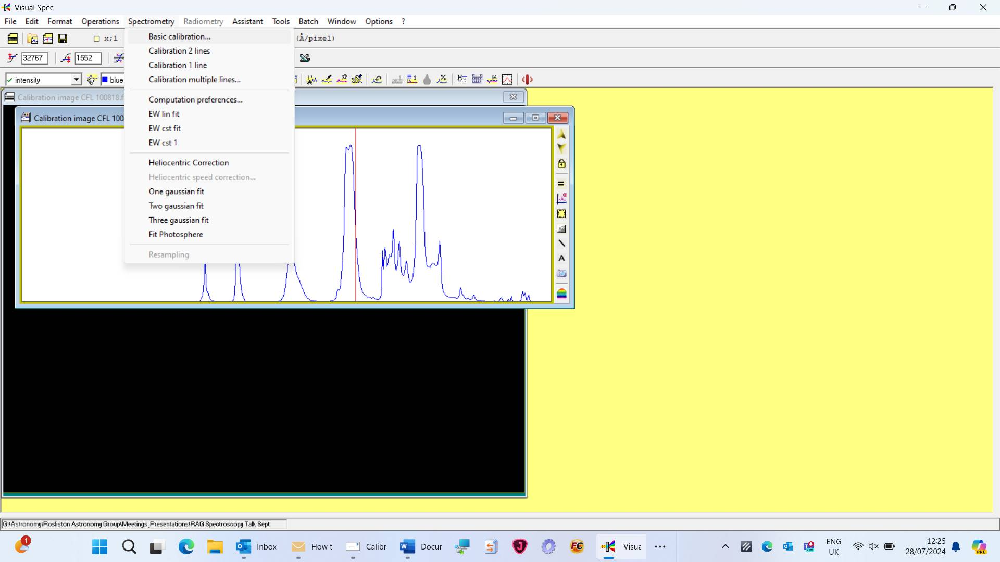 Visual Spec
File Edit Format Operations Spectrometry Radiometry Assistant Tools Batch Window Options ?
x;l
(Å/pixel)
32767
1552
intensity
blue
Basic calibration...
Calibration 2 lines
Calibration 1 line
Calibration multiple lines...
Computation preferences...
EW lin fit
EW cst fit
EW cst 1
Heliocentric Correction
Heliocentric speed correction...
One gaussian fit
Two gaussian fit
Three gaussian fit
Fit Photosphere
Resampling
Calibration image CFL 100818.f
Calibration image CFL 100
A
G:\Astronomy\Rosliston Astronomy Group\Meetings_Presentations\RAG Spectroscopy Talk Sept
1
Inbox
How t
Calibr
Docur
FC
Visua
ENG
UK
12:25
28/07/2024
PRE